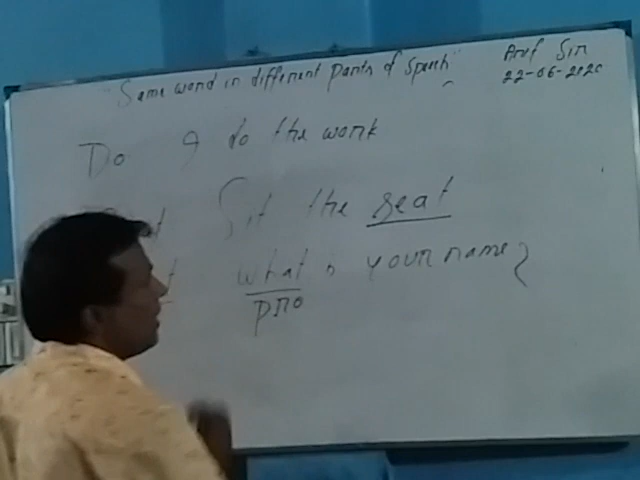 "Same word in different parts of speech"
Arif Sir
22-06-2020
Do I do the work
Sit the seat
what is your name?
pro